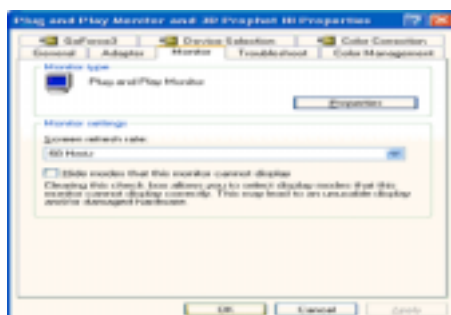 Plug and Play Monitor and 3D Prophet III Properties
GeForce3 Device Selection Color Correction
General Adapter Monitor Troubleshoot Color Management
Monitor type
Plug and Play Monitor
Properties
Monitor settings
Screen refresh rate:
60 Hertz
Hide modes that this monitor cannot display
Clearing this check box allows you to select display modes that this
monitor cannot display correctly. This may lead to an unusable display
and/or damaged hardware.
OK Cancel Apply